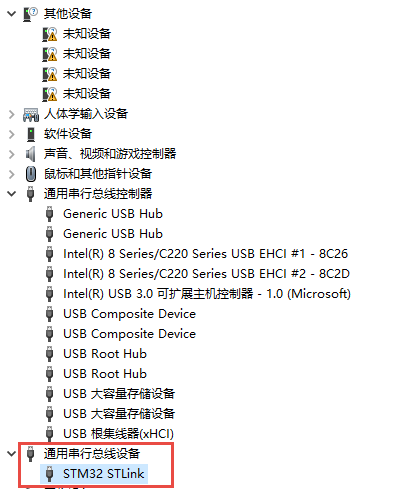 其他设备
未知设备
未知设备
未知设备
未知设备
人体学输入设备
软件设备
声音、视频和游戏控制器
鼠标和其他指针设备
通用串行总线控制器
Generic USB Hub
Generic USB Hub
Intel(R) 8 Series/C220 Series USB EHCI #1 - 8C26
Intel(R) 8 Series/C220 Series USB EHCI #2 - 8C2D
Intel(R) USB 3.0 可扩展主机控制器 - 1.0 (Microsoft)
USB Composite Device
USB Composite Device
USB Root Hub
USB Root Hub
USB 大容量存储设备
USB 大容量存储设备
USB 根集线器(xHCI)
通用串行总线设备
STM32 STLink